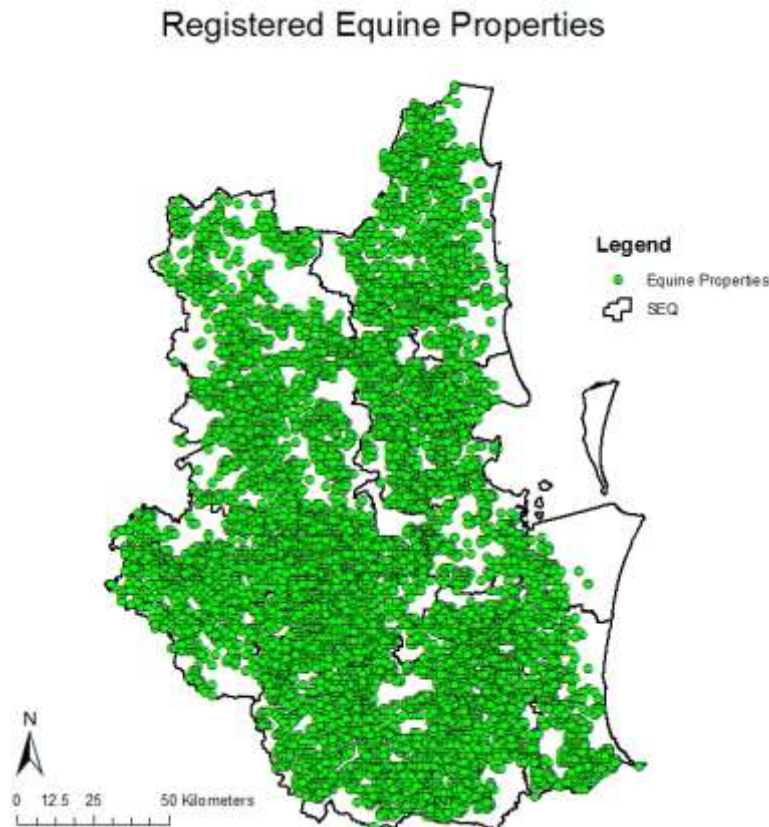 Registered Equine Properties
Legend
Equine Properties
SEQ
N
0 12.5 25 50 Kilometers